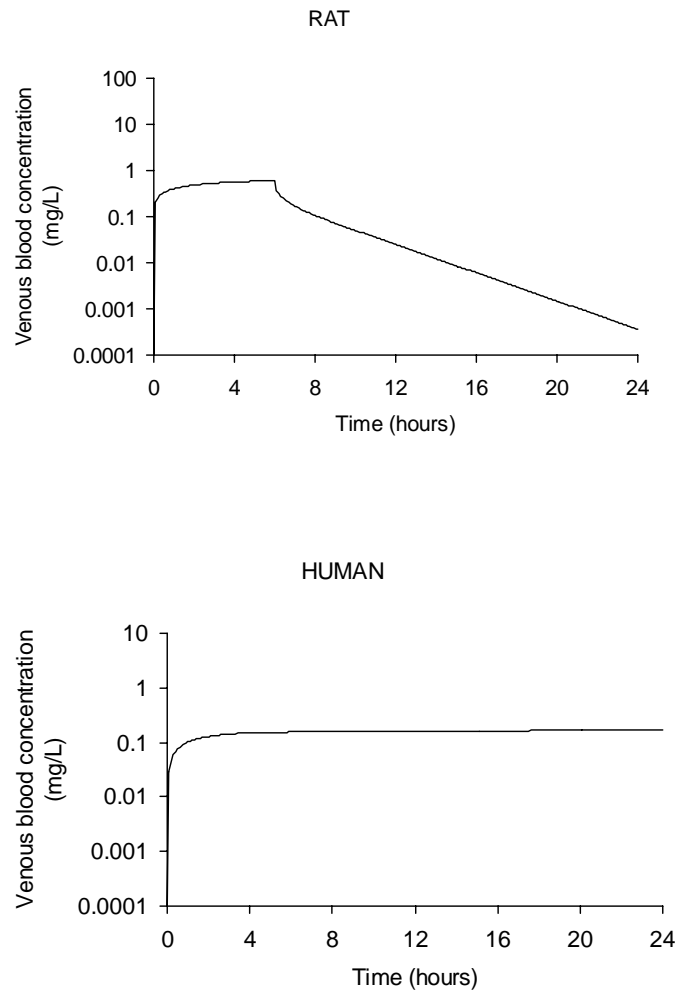 RAT
Venous blood concentration
(mg/L)
100
10
1
0.1
0.01
0.001
0.0001
0 4 8 12 16 20 24
Time (hours)
HUMAN
Venous blood concentration
(mg/L)
10
1
0.1
0.01
0.001
0.0001
0 4 8 12 16 20 24
Time (hours)